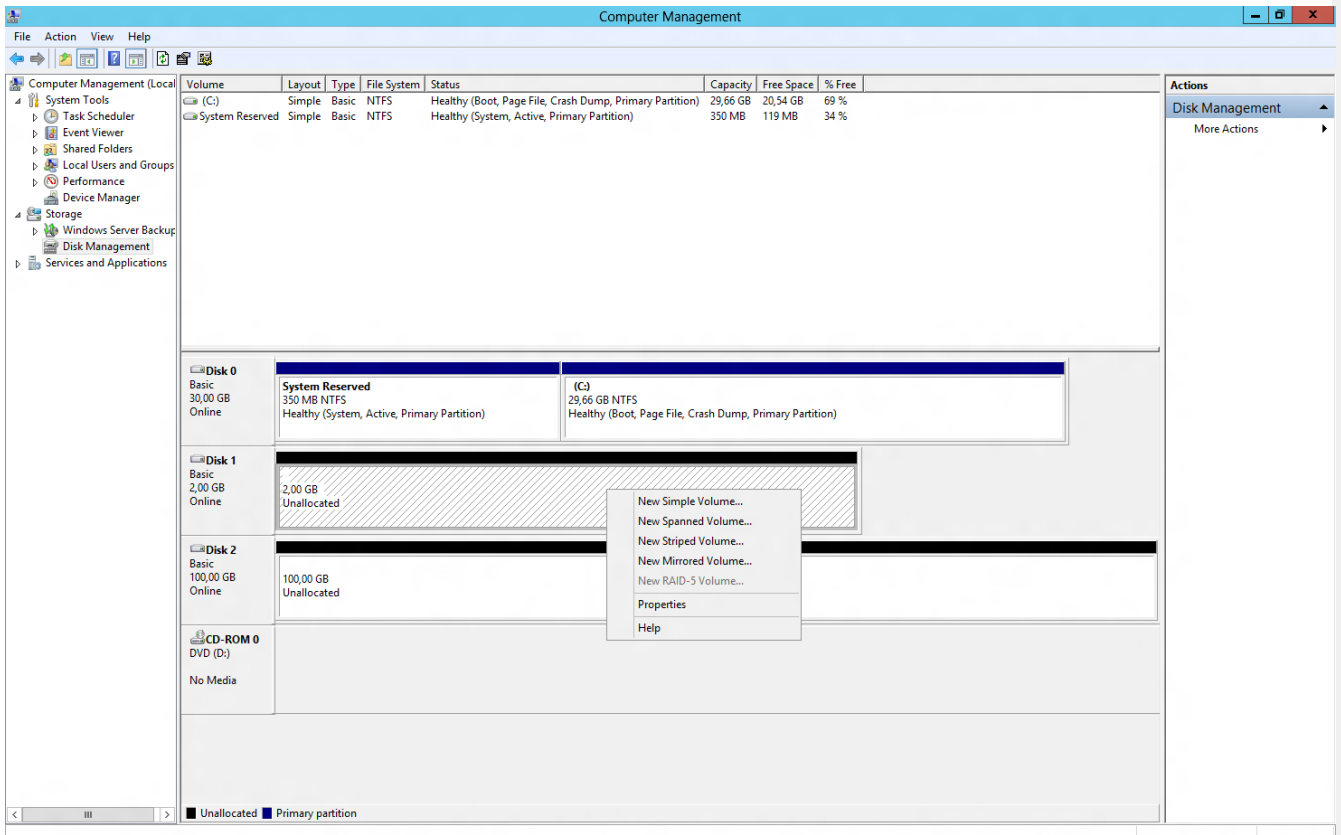 Computer Management
File Action View Help
Computer Management (Local
System Tools
Task Scheduler
Event Viewer
Shared Folders
Local Users and Groups
Performance
Device Manager
Storage
Windows Server Backup
Disk Management
Services and Applications
Volume Layout Type File System Status Capacity Free Space % Free
(C:) Simple Basic NTFS Healthy (Boot, Page File, Crash Dump, Primary Partition) 29,66 GB 20,54 GB 69 %
System Reserved Simple Basic NTFS Healthy (System, Active, Primary Partition) 350 MB 119 MB 34 %
Disk 0
Basic
30,00 GB
Online
System Reserved
350 MB NTFS
Healthy (System, Active, Primary Partition)
(C:)
29,66 GB NTFS
Healthy (Boot, Page File, Crash Dump, Primary Partition)
Disk 1
Basic
2,00 GB
Online
2,00 GB
Unallocated
New Simple Volume...
New Spanned Volume...
New Striped Volume...
New Mirrored Volume...
New RAID-5 Volume...
Properties
Help
Disk 2
Basic
100,00 GB
Online
100,00 GB
Unallocated
CD-ROM 0
DVD (D:)
No Media
Unallocated Primary partition
Actions
Disk Management
More Actions